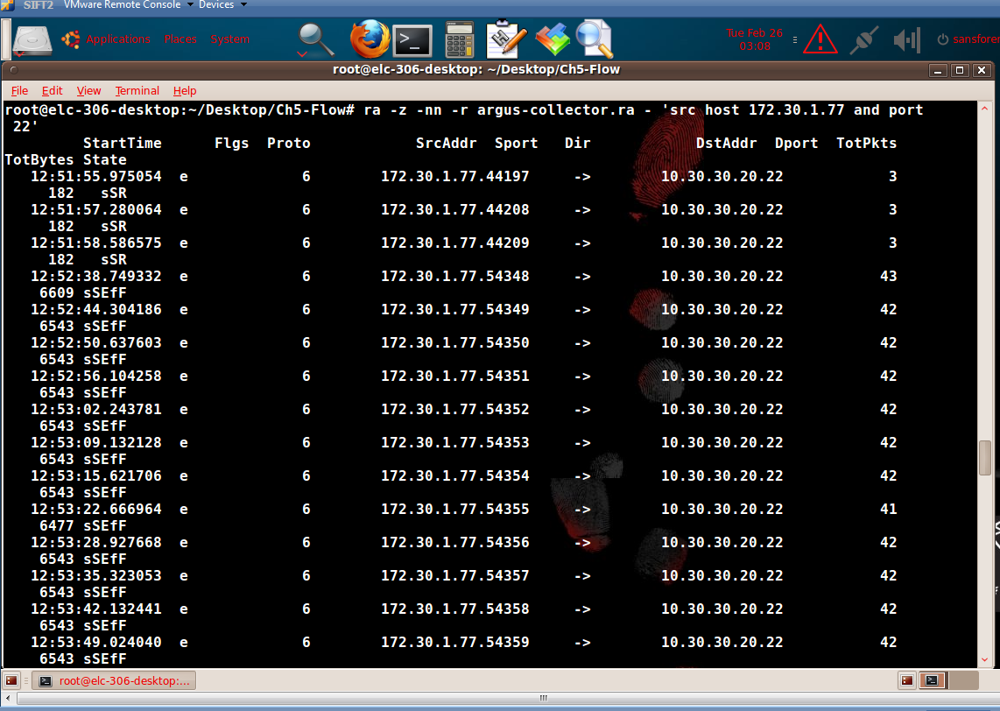 SIFT2 VMware Remote Console Devices
Applications Places System Tue Feb 26 03:08 sansforen
root@elc-306-desktop: ~/Desktop/Ch5-Flow
File Edit View Terminal Help
root@elc-306-desktop:~/Desktop/Ch5-Flow# ra -z -nn -r argus-collector.ra - 'src host 172.30.1.77 and port
22'
StartTime Flgs Proto SrcAddr Sport Dir DstAddr Dport TotPkts
TotBytes State
12:51:55.975054 e 6 172.30.1.77.44197 -> 10.30.30.20.22 3
182 sSR
12:51:57.280064 e 6 172.30.1.77.44208 -> 10.30.30.20.22 3
182 sSR
12:51:58.586575 e 6 172.30.1.77.44209 -> 10.30.30.20.22 3
182 sSR
12:52:38.749332 e 6 172.30.1.77.54348 -> 10.30.30.20.22 43
6609 sSEfF
12:52:44.304186 e 6 172.30.1.77.54349 -> 10.30.30.20.22 42
6543 sSEfF
12:52:50.637603 e 6 172.30.1.77.54350 -> 10.30.30.20.22 42
6543 sSEfF
12:52:56.104258 e 6 172.30.1.77.54351 -> 10.30.30.20.22 42
6543 sSEfF
12:53:02.243781 e 6 172.30.1.77.54352 -> 10.30.30.20.22 42
6543 sSEfF
12:53:09.132128 e 6 172.30.1.77.54353 -> 10.30.30.20.22 42
6543 sSEfF
12:53:15.621706 e 6 172.30.1.77.54354 -> 10.30.30.20.22 42
6543 sSEfF
12:53:22.666964 e 6 172.30.1.77.54355 -> 10.30.30.20.22 41
6477 sSEfF
12:53:28.927668 e 6 172.30.1.77.54356 -> 10.30.30.20.22 42
6543 sSEfF
12:53:35.323053 e 6 172.30.1.77.54357 -> 10.30.30.20.22 42
6543 sSEfF
12:53:42.132441 e 6 172.30.1.77.54358 -> 10.30.30.20.22 42
6543 sSEfF
12:53:49.024040 e 6 172.30.1.77.54359 -> 10.30.30.20.22 42
6543 sSEfF
root@elc-306-desktop:...